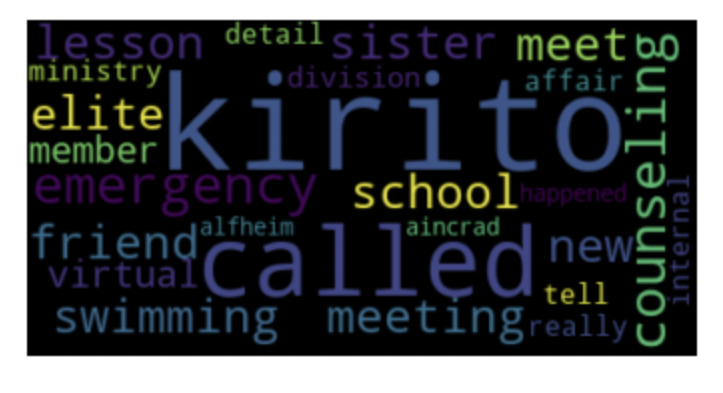 lesson
detail
sister
meet
counseling
ministry
division
affair
elite
kirito
member
emergency
school
happened
internal
friend
alfheim
called
aincrad
new
virtual
tell
swimming
meeting
really